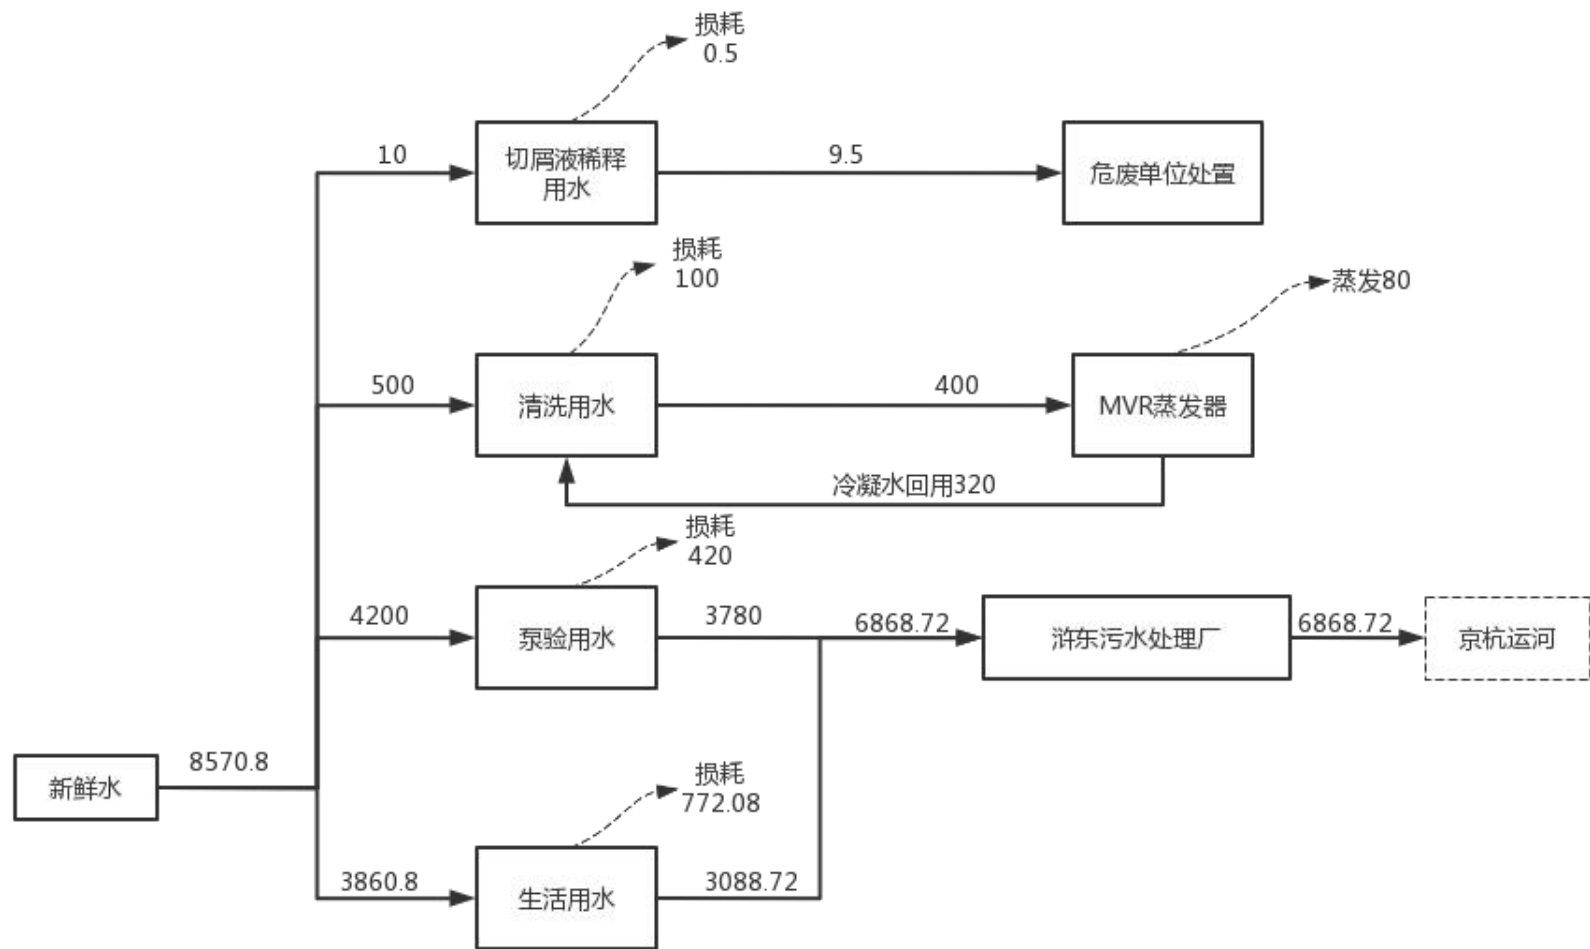 损耗
0.5
10
切屑液稀释
用水
9.5
危废单位处置
损耗
100
蒸发80
500
清洗用水
400
MVR蒸发器
冷凝水回用320
损耗
420
4200
泵验用水
3780
6868.72
浒东污水处理厂
6868.72
京杭运河
新鲜水
8570.8
损耗
772.08
3860.8
生活用水
3088.72